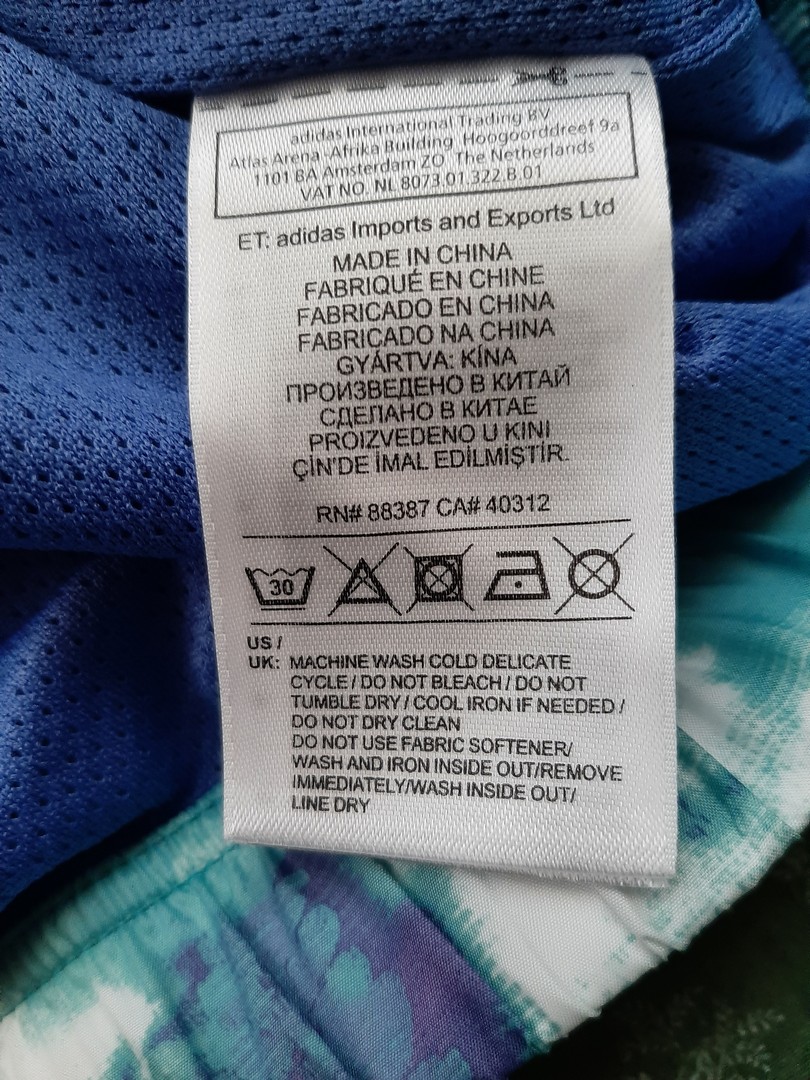 adidas International Trading BV
Atlas Arena -Afrika Building Hoogoorddreef 9a
1101 BA Amsterdam ZO The Netherlands
VAT NO. NL 8073.01.322.B.01
ET: adidas Imports and Exports Ltd
MADE IN CHINA
FABRIQUÉ EN CHINE
FABRICADO EN CHINA
FABRICADO NA CHINA
GYÁRTVA: KÍNA
ПРОИЗВЕДЕНО В КИТАЙ
СДЕЛАНО В КИТАЕ
PROIZVEDENO U KINI
ÇİN'DE İMAL EDİLMİŞTİR.
RN# 88387 CA# 40312
30
US /
UK: MACHINE WASH COLD DELICATE
CYCLE / DO NOT BLEACH / DO NOT
TUMBLE DRY / COOL IRON IF NEEDED /
DO NOT DRY CLEAN
DO NOT USE FABRIC SOFTENER/
WASH AND IRON INSIDE OUT/REMOVE
IMMEDIATELY/WASH INSIDE OUT/
LINE DRY